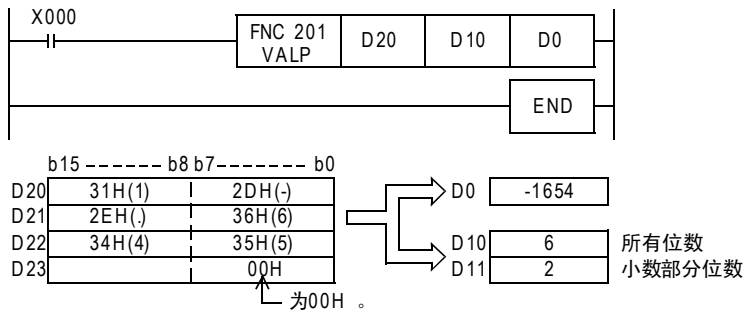 X000
FNC 201
VALP
D20
D10
D0
END
b15 ------ b8 b7------- b0
D20 31H(1) 2DH(-) D0 -1654
D21 2EH(.) 36H(6)
D22 34H(4) 35H(5) D10 6 所有位数
D23 00H D11 2 小数部分位数
为00H 。